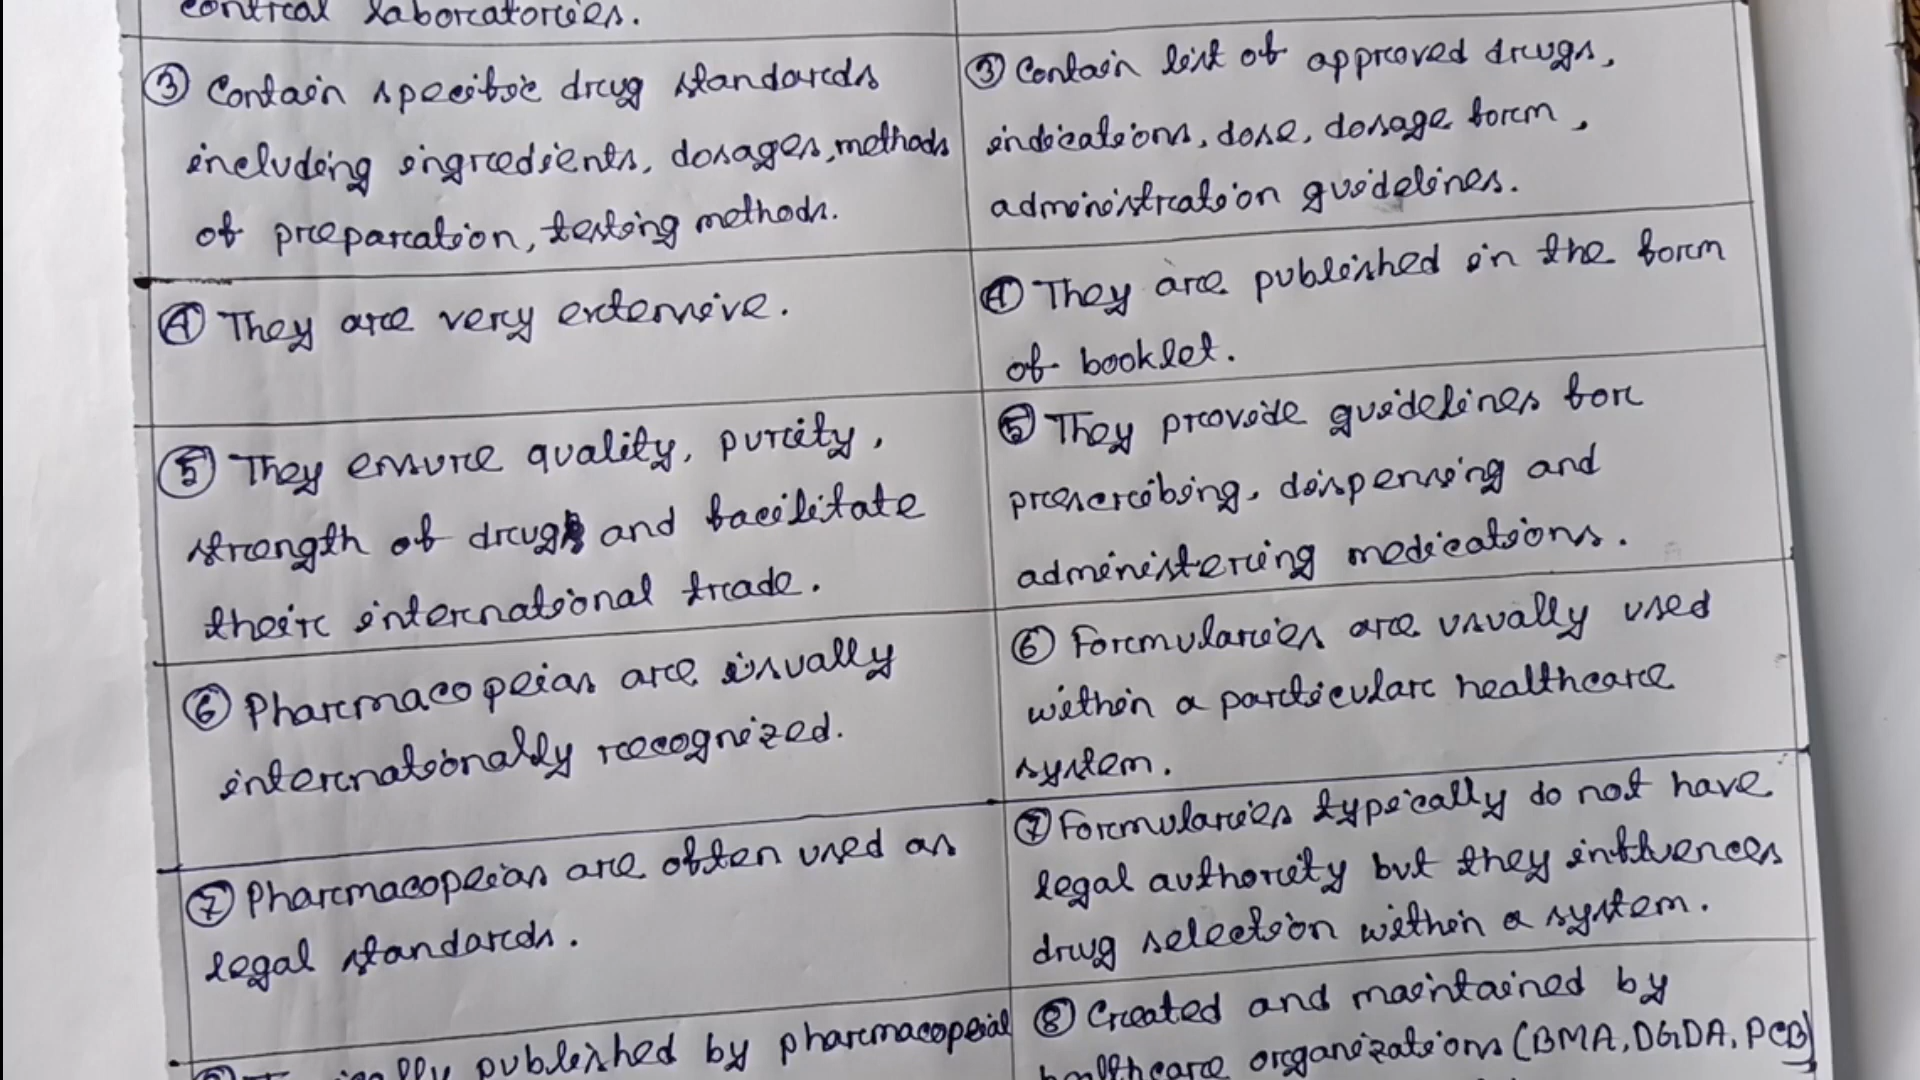 control laboratories.
③ Contain specific drug standards
including ingredients, dosages, methods
of preparation, testing methods.
④ They are very extensive.
⑤ They ensure quality, purity,
strength of drugs and facilitate
their international trade.
⑥ Pharmacopeias are usually
internationally recognized.
⑦ Pharmacopeias are often used as
legal standards.
published by pharmacopeial
③ Contain list of approved drugs,
indications, dose, dosage form,
administration guidelines.
④ They are published in the form
of booklet.
⑤ They provide guidelines for
prescribing, dispensing and
administering medications.
⑥ Formularies are usually used
within a particular healthcare
system.
⑦ Formularies typically do not have
legal authority but they influences
drug selection within a system.
⑧ Created and maintained by
healthcare organizations (BMA, DGDA, PCB)